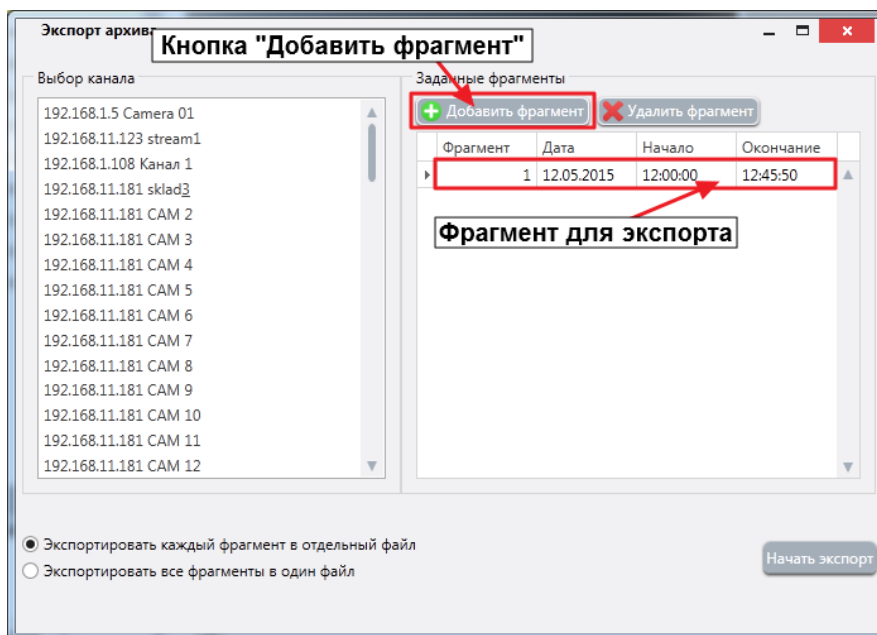 Экспорт архива
Кнопка "Добавить фрагмент"
Выбор канала
Заданные фрагменты
192.168.1.5 Camera 01
192.168.11.123 stream1
192.168.1.108 Канал 1
192.168.11.181 sklad3
192.168.11.181 CAM 2
192.168.11.181 CAM 3
192.168.11.181 CAM 4
192.168.11.181 CAM 5
192.168.11.181 CAM 6
192.168.11.181 CAM 7
192.168.11.181 CAM 8
192.168.11.181 CAM 9
192.168.11.181 CAM 10
192.168.11.181 CAM 11
192.168.11.181 CAM 12
Добавить фрагмент Удалить фрагмент
Фрагмент Дата Начало Окончание
1 12.05.2015 12:00:00 12:45:50
Фрагмент для экспорта
Экспортировать каждый фрагмент в отдельный файл
Экспортировать все фрагменты в один файл
Начать экспорт